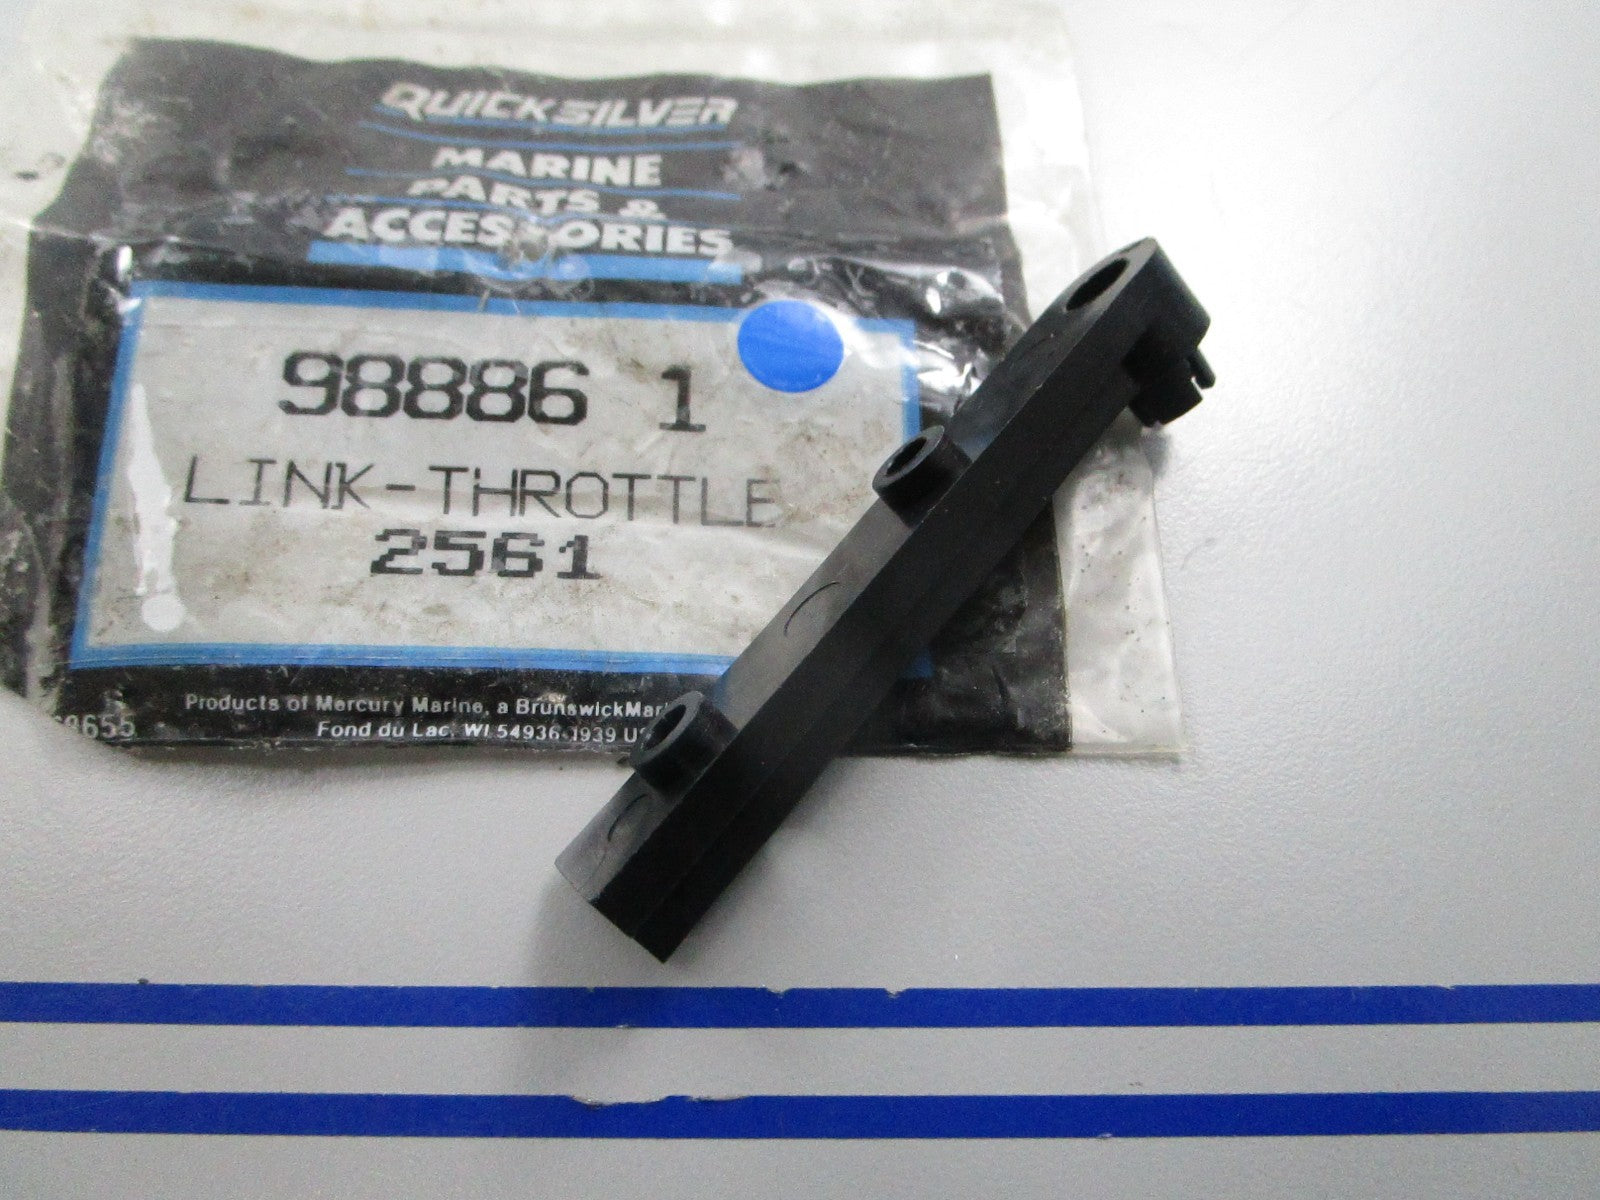 QUICKSILVER
MARINE
PARTS &
ACCESSORIES
98886 1
LINK-THROTTLE
2561
Products of Mercury Marine, a BrunswickMar
Fond du Lac, WI 54936-1939 US